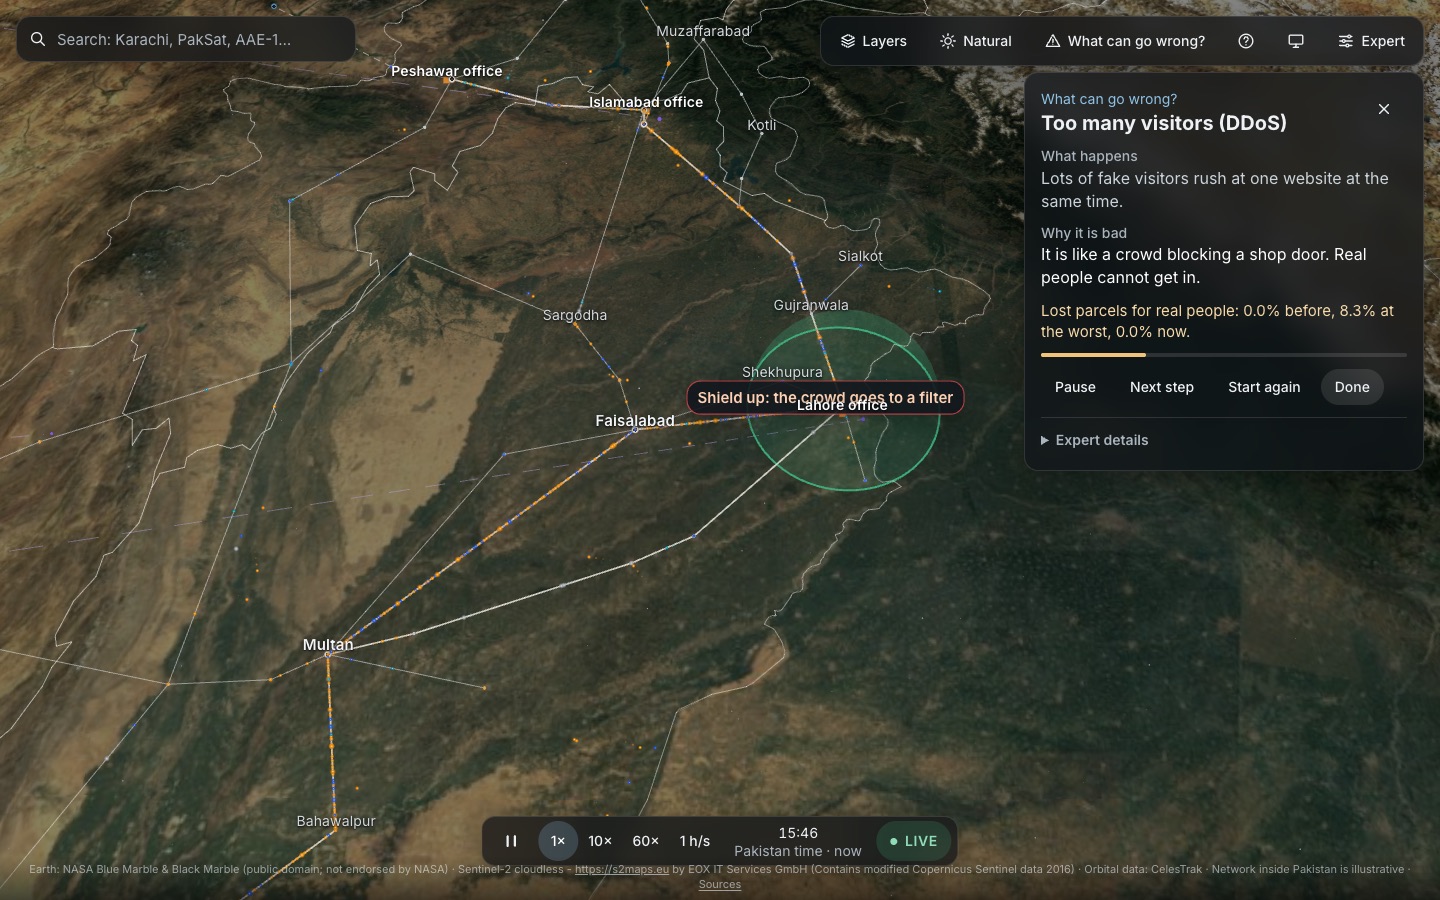 Search: Karachi, PakSat, AAE-1...
Layers
Natural
What can go wrong?
Expert
Muzaffarabad
Peshawar office
Islamabad office
Kotli
What can go wrong?
Too many visitors (DDoS)
What happens
Lots of fake visitors rush at one website at the
same time.
Why it is bad
It is like a crowd blocking a shop door. Real
people cannot get in.
Lost parcels for real people: 0.0% before, 8.3% at
the worst, 0.0% now.
Pause
Next step
Start again
Done
Expert details
Sialkot
Gujranwala
Sargodha
Shekhupura
Shield up: the crowd goes to a filter
Lahore office
Faisalabad
Multan
Bahawalpur
1×
10×
60×
1 h/s
15:46
Pakistan time · now
LIVE
Earth: NASA Blue Marble & Black Marble (public domain; not endorsed by NASA) · Sentinel-2 cloudless - https://s2maps.eu by EOX IT Services GmbH (Contains modified Copernicus Sentinel data 2016) · Orbital data: CelesTrak · Network inside Pakistan is illustrative ·
Sources